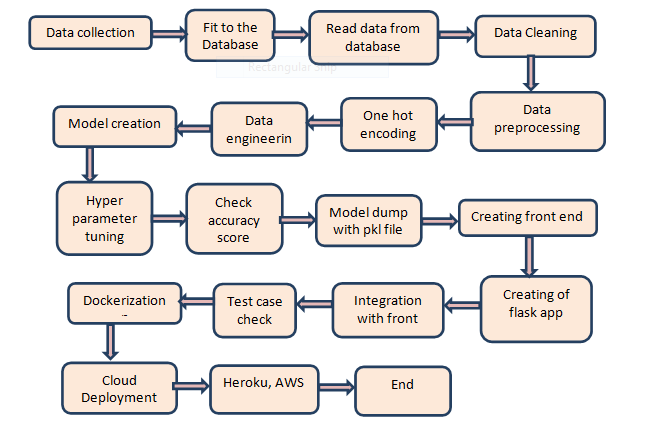 Data collection
Fit to the
Database
Read data from
database
Data Cleaning
Rectangular Snip
Data
preprocessing
One hot
encoding
Data
engineerin
Model creation
Hyper
parameter
tuning
Check
accuracy
score
Model dump
with pkl file
Creating front end
Creating of
flask app
Integration
with front
Test case
check
Dockerization
Cloud
Deployment
Heroku, AWS
End